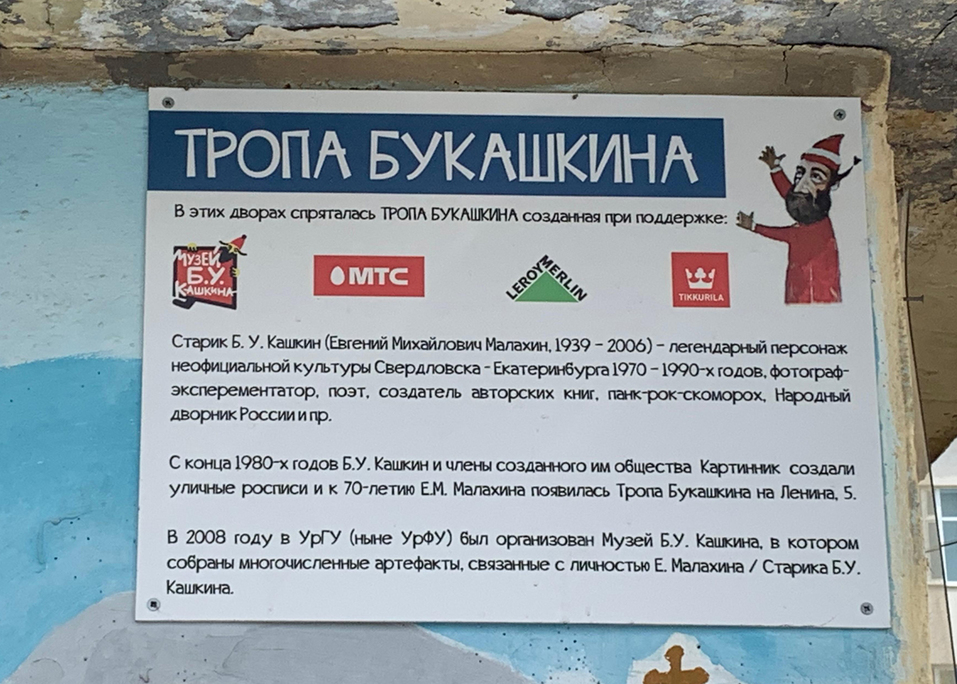 ТРОПА БУКАШКИНА
В этих дворах спряталась ТРОПА БУКАШКИНА созданная при поддержке:
МУЗЕЙ
Б.У.
КАШКИНА
МТС
LEROY MERLIN
TIKKURILA
Старик Б. У. Кашкин (Евгений Михайлович Малахин, 1939 – 2006) – легендарный персонаж
неофициальной культуры Свердловска - Екатеринбурга 1970 – 1990-х годов, фотограф-
эксперементатор, поэт, создатель авторских книг, панк-рок-скоморох, Народный
дворник России и пр.
С конца 1980-х годов Б.У. Кашкин и члены созданного им общества Картинник создали
уличные росписи и к 70-летию Е.М. Малахина появилась Тропа Букашкина на Ленина, 5.
В 2008 году в УрГУ (ныне УрФУ) был организован Музей Б.У. Кашкина, в котором
собраны многочисленные артефакты, связанные с личностью Е. Малахина / Старика Б.У.
Кашкина.